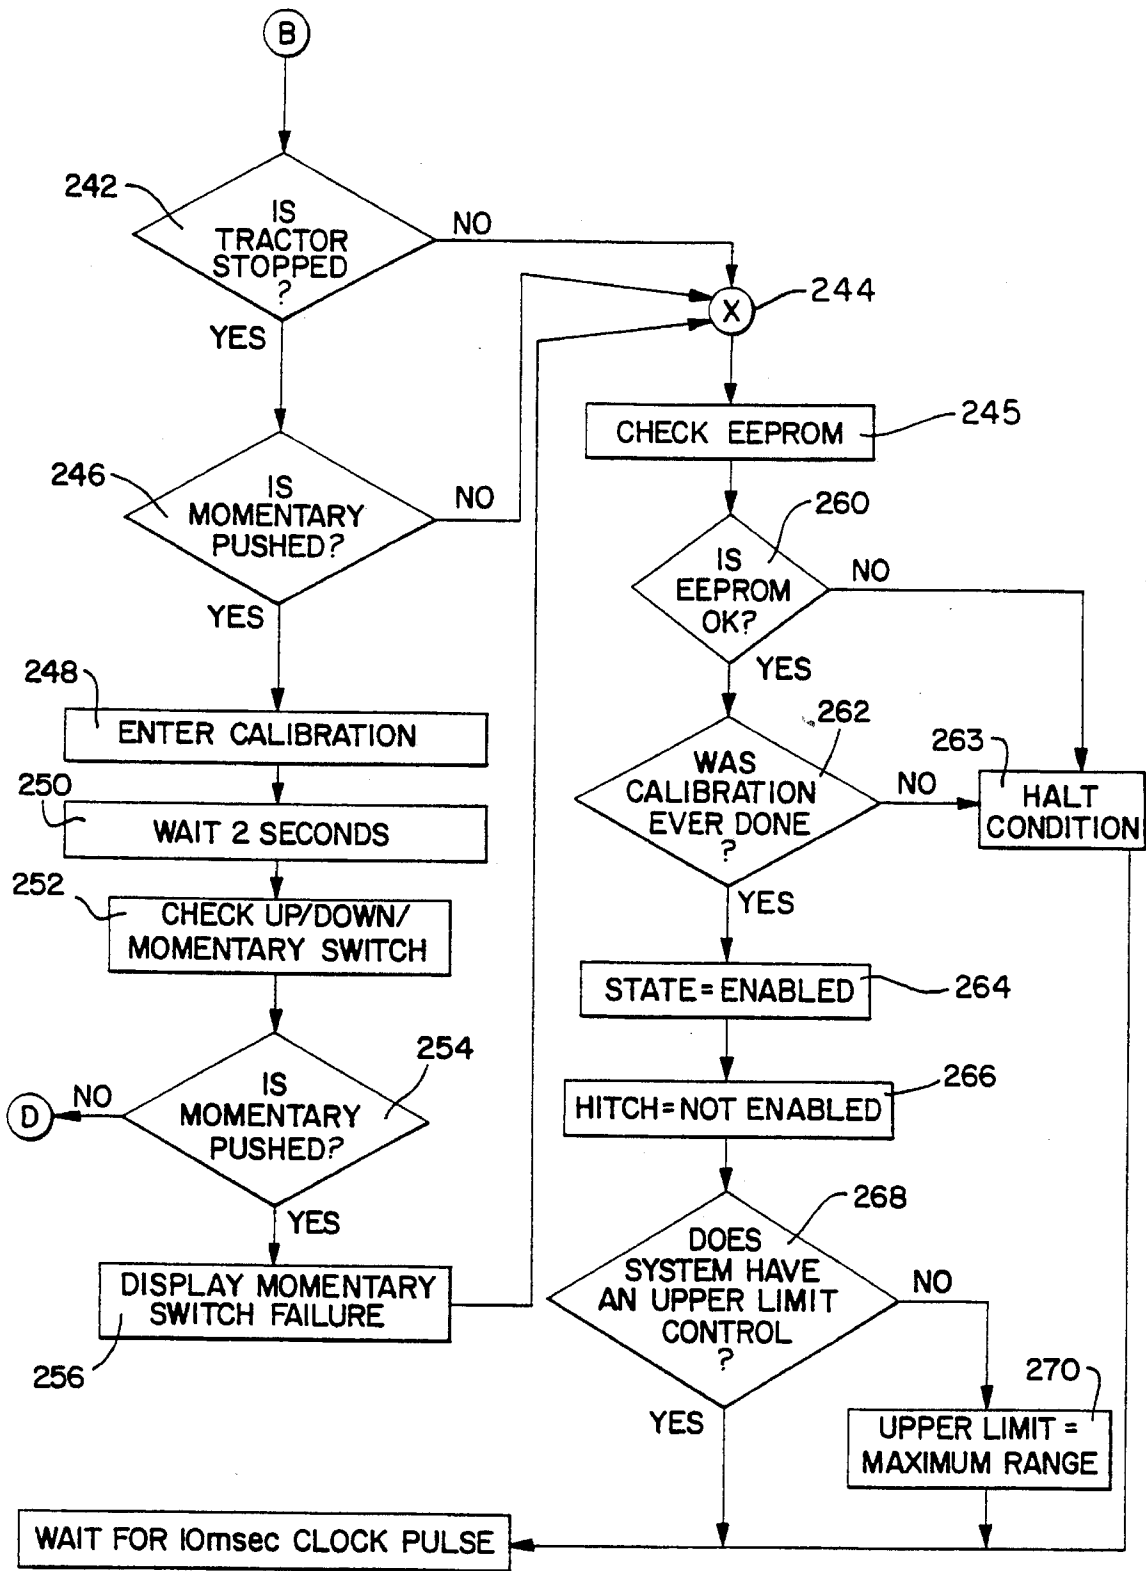 B
242
IS
TRACTOR
STOPPED
?
NO
YES
X
244
CHECK EEPROM
245
246
IS
MOMENTARY
PUSHED?
NO
YES
260
IS
EEPROM
OK?
NO
YES
248
ENTER CALIBRATION
250
WAIT 2 SECONDS
252
CHECK UP/DOWN/
MOMENTARY SWITCH
254
IS
MOMENTARY
PUSHED?
NO
D
YES
DISPLAY MOMENTARY
SWITCH FAILURE
256
262
WAS
CALIBRATION
EVER DONE
?
NO
YES
263
HALT
CONDITION
STATE=ENABLED
264
HITCH=NOT ENABLED
266
268
DOES
SYSTEM HAVE
AN UPPER LIMIT
CONTROL
?
NO
YES
270
UPPER LIMIT =
MAXIMUM RANGE
WAIT FOR 10msec CLOCK PULSE